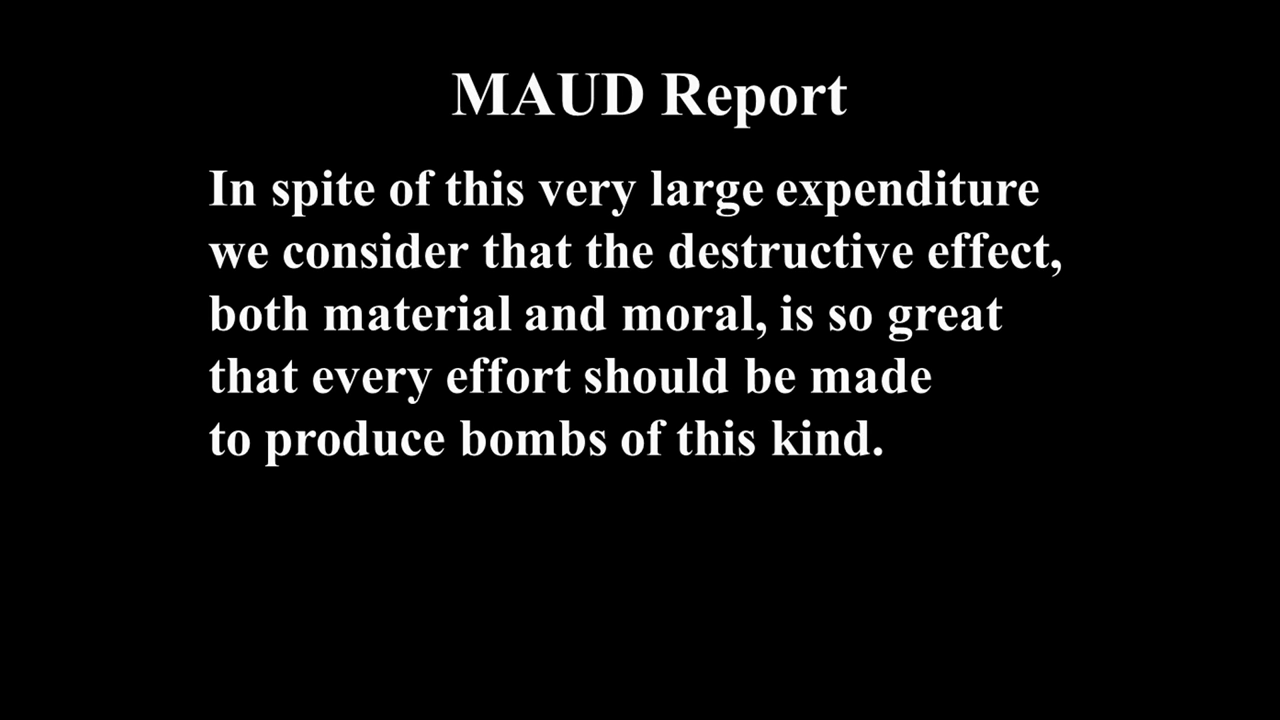 MAUD Report
In spite of this very large expenditure
we consider that the destructive effect,
both material and moral, is so great
that every effort should be made
to produce bombs of this kind.